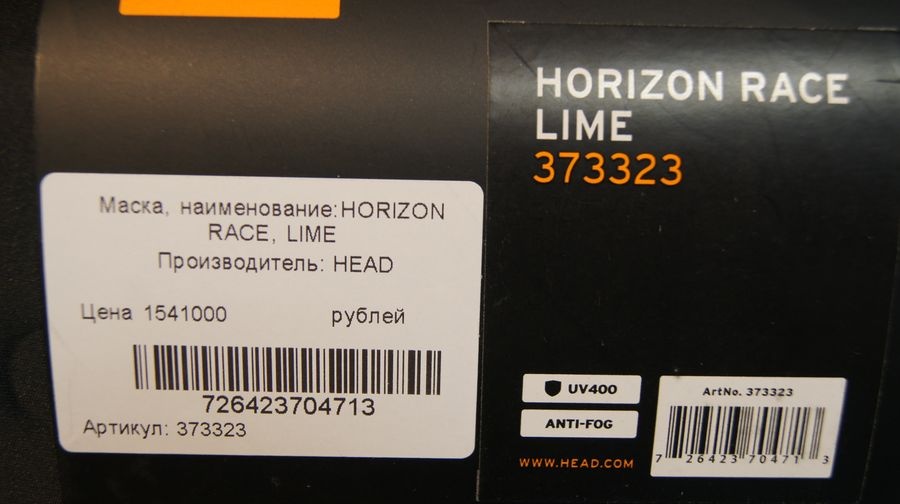 Маска, наименование:HORIZON
RACE, LIME
Производитель: HEAD
Цена 1541000 рублей
726423704713
Артикул: 373323
HORIZON RACE
LIME
373323
UV400
ANTI-FOG
WWW.HEAD.COM
ArtNo. 373323
7 26423 70471 3